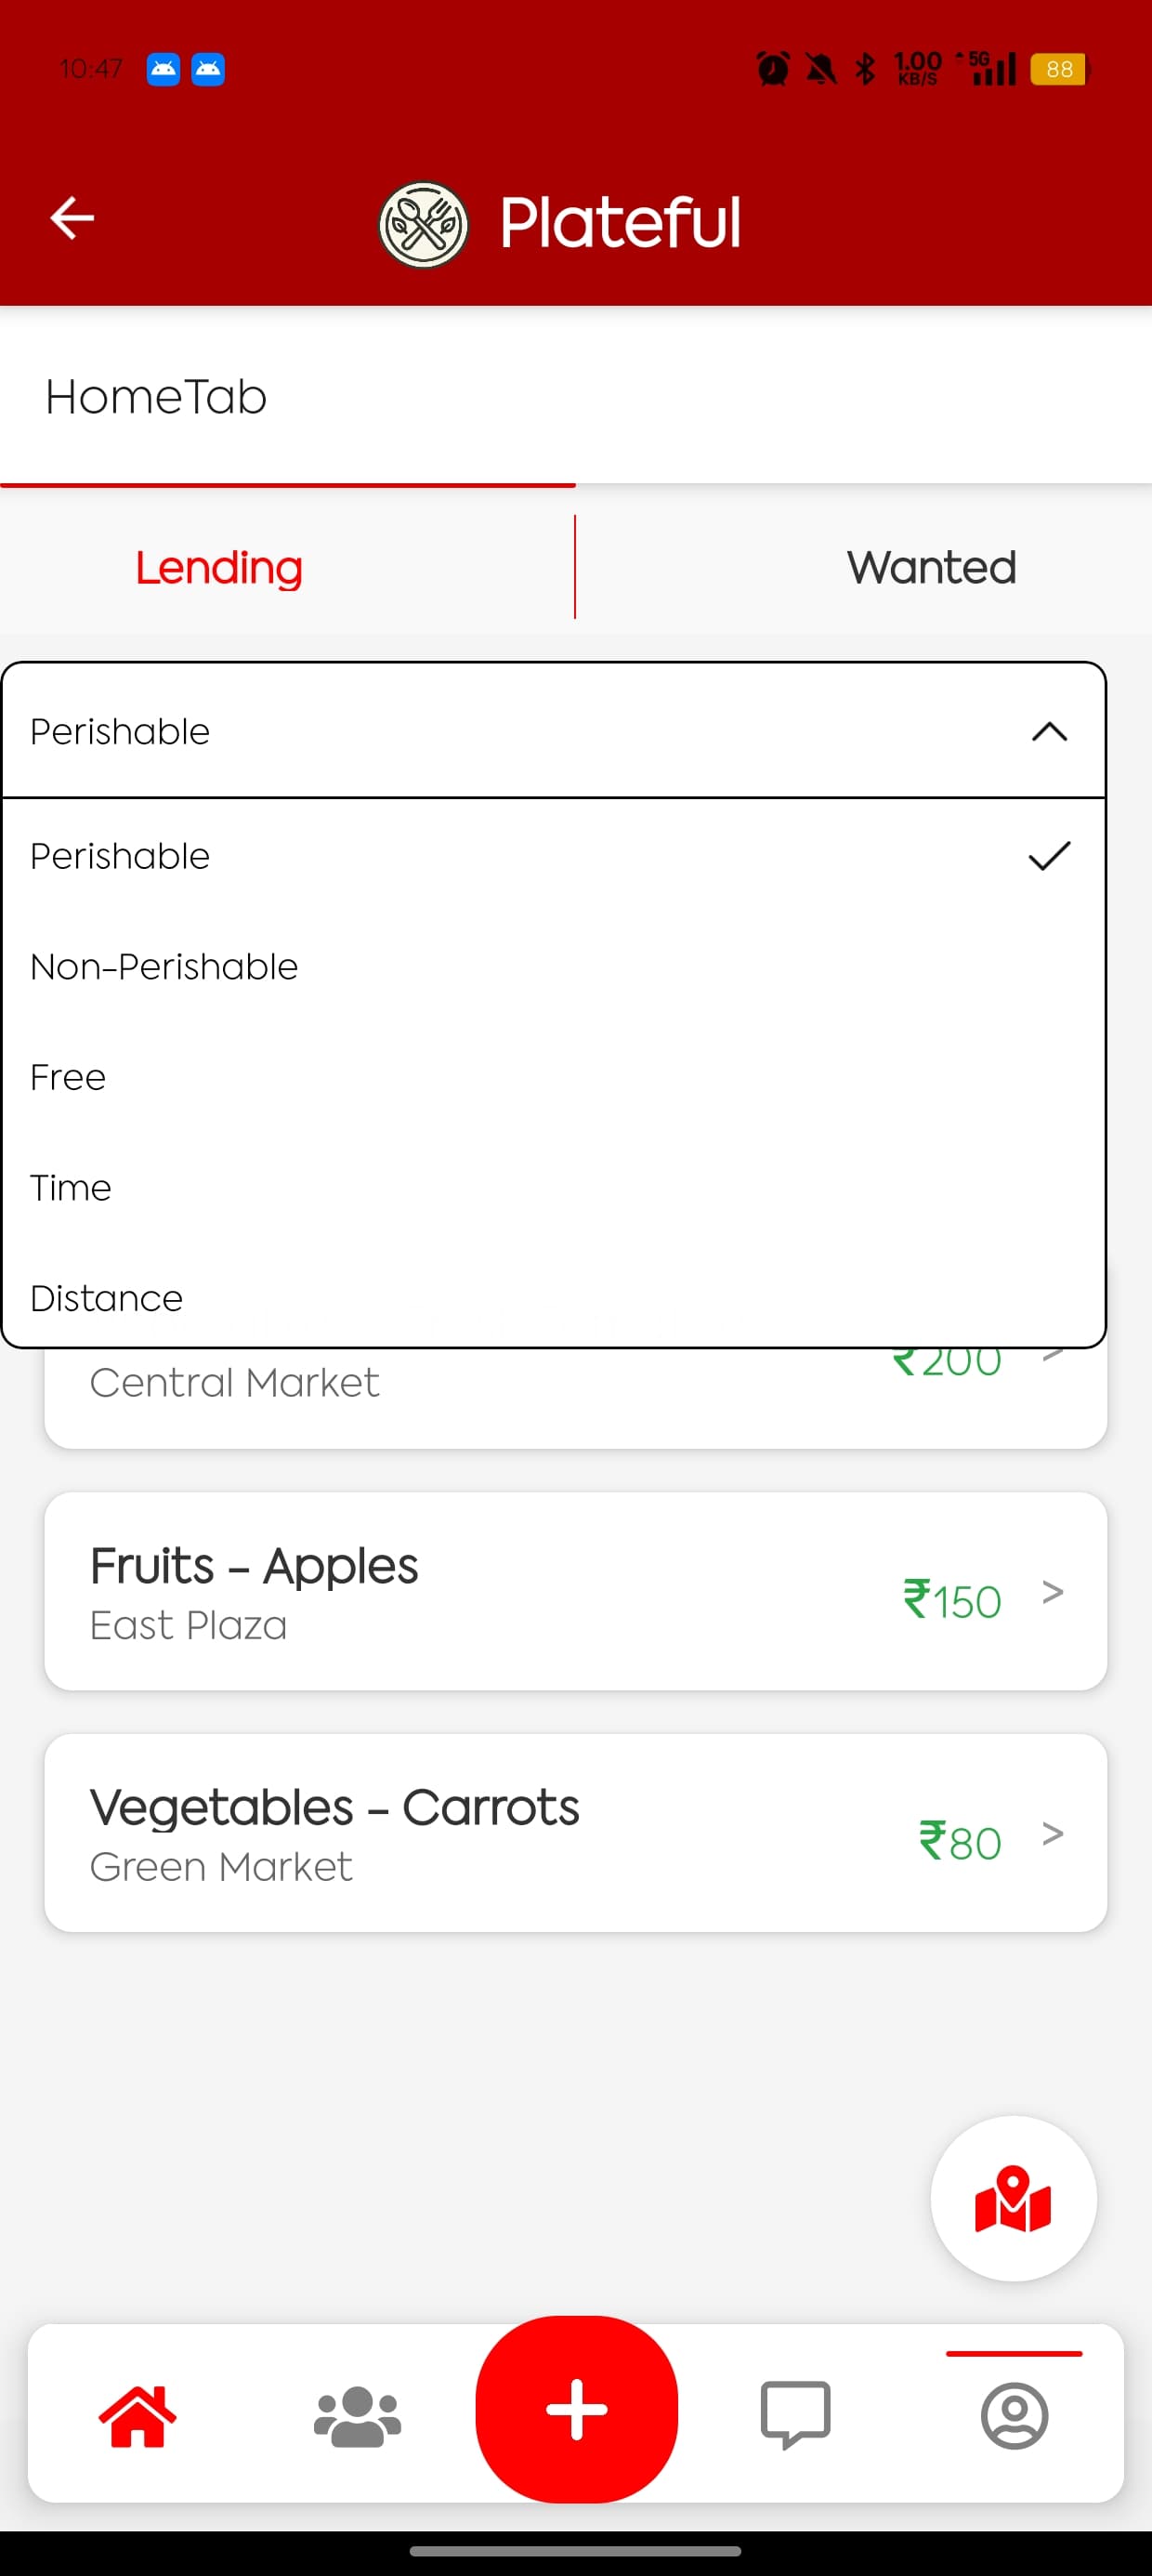 10:47
1.00 KB/S 5G 88
Plateful
HomeTab
Lending
Wanted
Perishable
Perishable
Non-Perishable
Free
Time
Distance
Central Market
₹200 >
Fruits - Apples
East Plaza
₹150 >
Vegetables - Carrots
Green Market
₹80 >